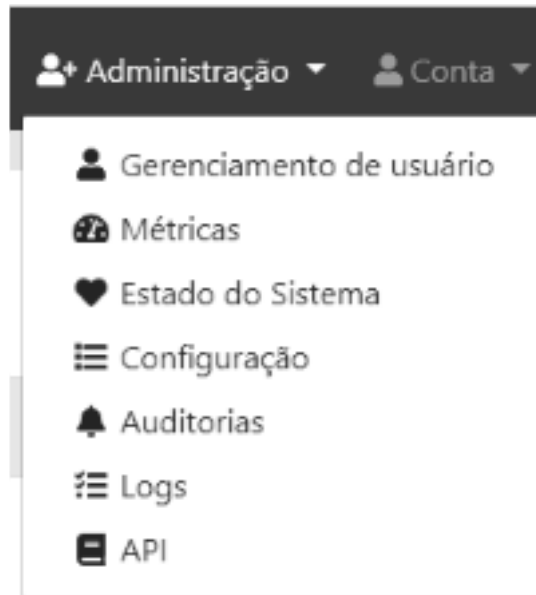 Administração Conta
Gerenciamento de usuário
Métricas
Estado do Sistema
Configuração
Auditorias
Logs
API